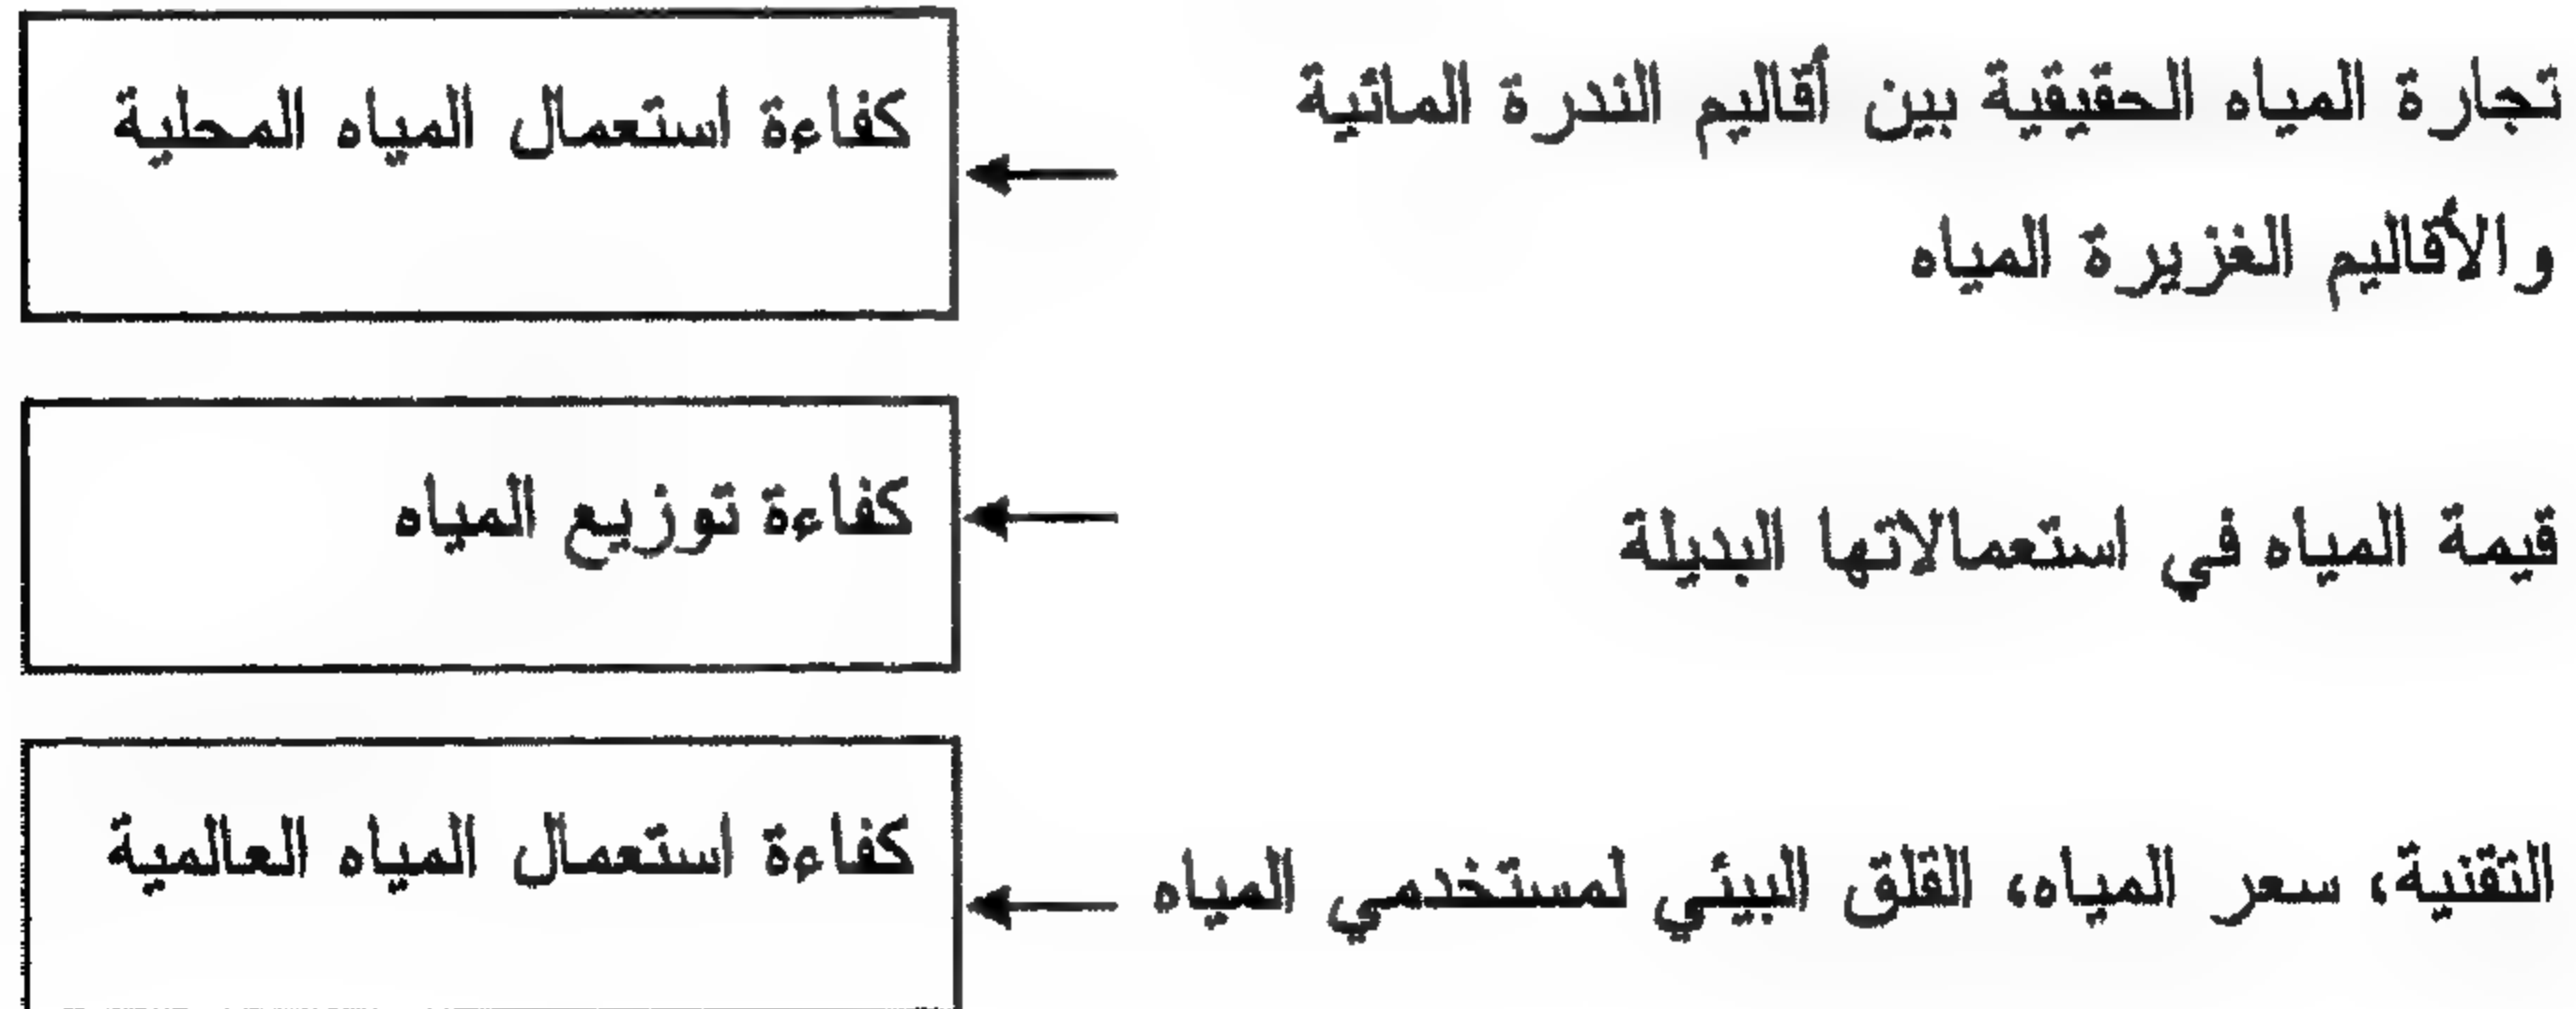 تجارة المياه الحقيقية بين أقاليم الندرة المائية
والأقاليم الغزيرة المياه
كفاءة استعمال المياه المحلية
قيمة المياه في استعمالاتها البديلة
كفاءة توزيع المياه
التقنية، سعر المياه، القلق البيئي لمستخدمي المياه
كفاءة استعمال المياه العالمية